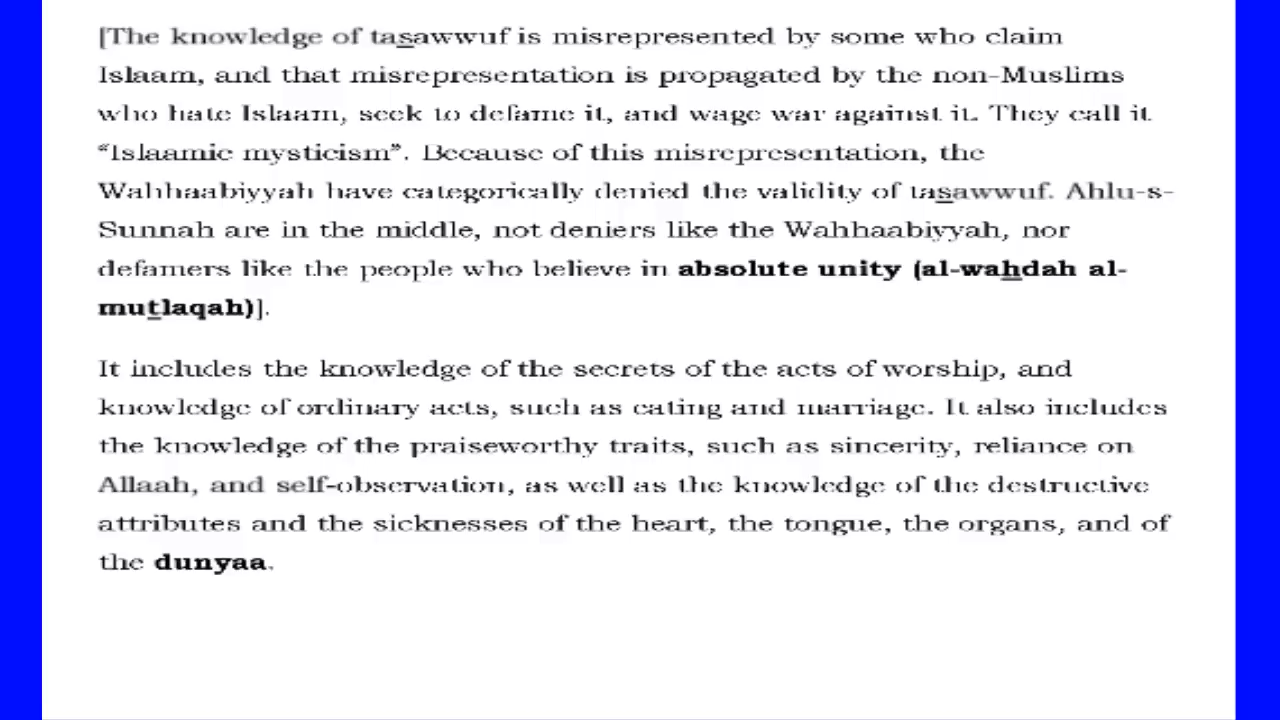 [The knowledge of tasawwuf is misrepresented by some who claim
Islaam, and that misrepresentation is propagated by the non-Muslims
who hate Islaam, seek to defame it, and wage war against it. They call it
“Islaamic mysticism”. Because of this misrepresentation, the
Wahhaabiyyah have categorically denied the validity of tasawwuf. Ahlu-s-
Sunnah are in the middle, not deniers like the Wahhaabiyyah, nor
defamers like the people who believe in absolute unity (al-wahdah al-
mutlaqah)].
It includes the knowledge of the secrets of the acts of worship, and
knowledge of ordinary acts, such as eating and marriage. It also includes
the knowledge of the praiseworthy traits, such as sincerity, reliance on
Allaah, and self-observation, as well as the knowledge of the destructive
attributes and the sicknesses of the heart, the tongue, the organs, and of
the dunyaa.